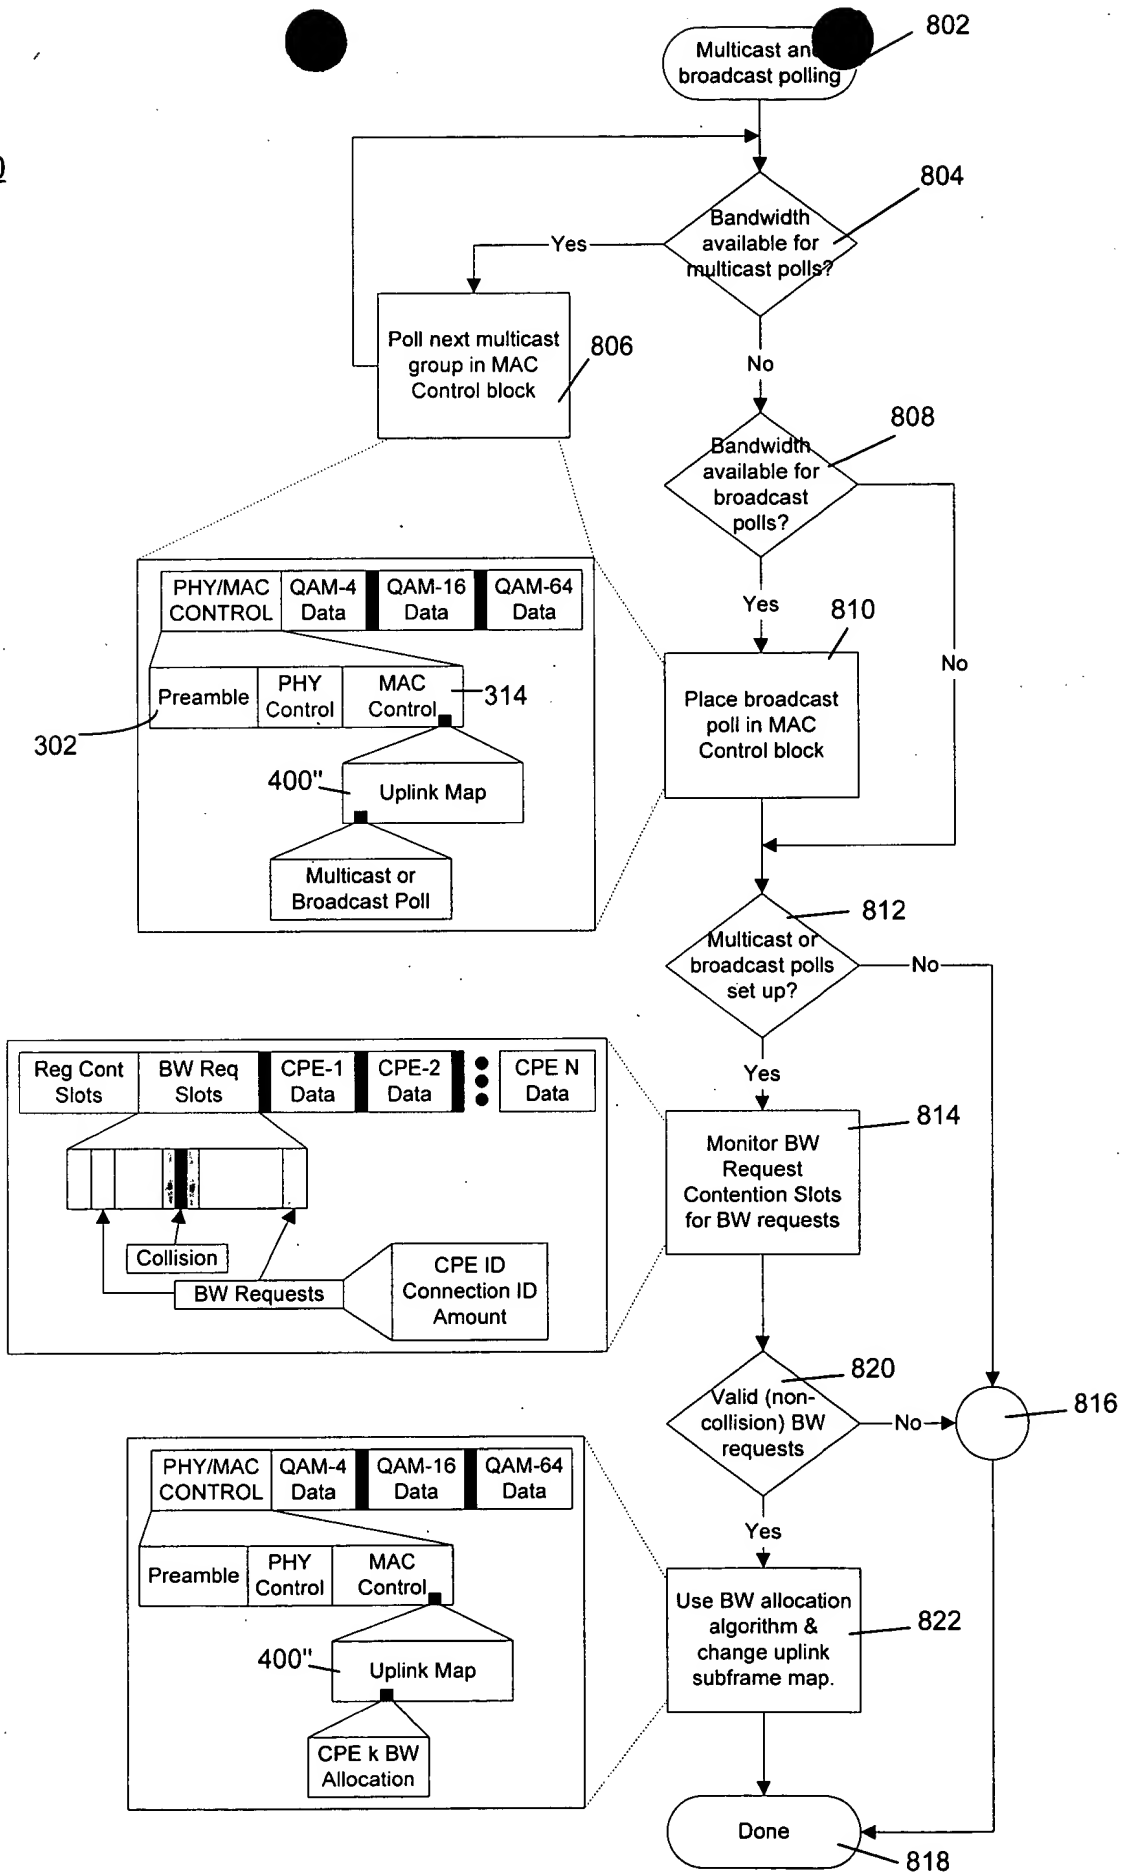 802
Multicast and
broadcast polling
804
Bandwidth
available for
multicast polls?
Yes
No
Poll next multicast
group in MAC
Control block
806
808
Bandwidth
available for
broadcast
polls?
Yes
No
PHY/MAC
CONTROL
QAM-4
Data
QAM-16
Data
QAM-64
Data
Preamble
PHY
Control
MAC
Control
314
302
400"
Uplink Map
Multicast or
Broadcast Poll
810
Place broadcast
poll in MAC
Control block
812
Multicast or
broadcast polls
set up?
No
Yes
Reg Cont
Slots
BW Req
Slots
CPE-1
Data
CPE-2
Data
CPE N
Data
Collision
BW Requests
CPE ID
Connection ID
Amount
814
Monitor BW
Request
Contention Slots
for BW requests
820
Valid (non-
collision) BW
requests
No
816
Yes
PHY/MAC
CONTROL
QAM-4
Data
QAM-16
Data
QAM-64
Data
Preamble
PHY
Control
MAC
Control
400"
Uplink Map
CPE k BW
Allocation
Use BW allocation
algorithm &
change uplink
subframe map.
822
Done
818